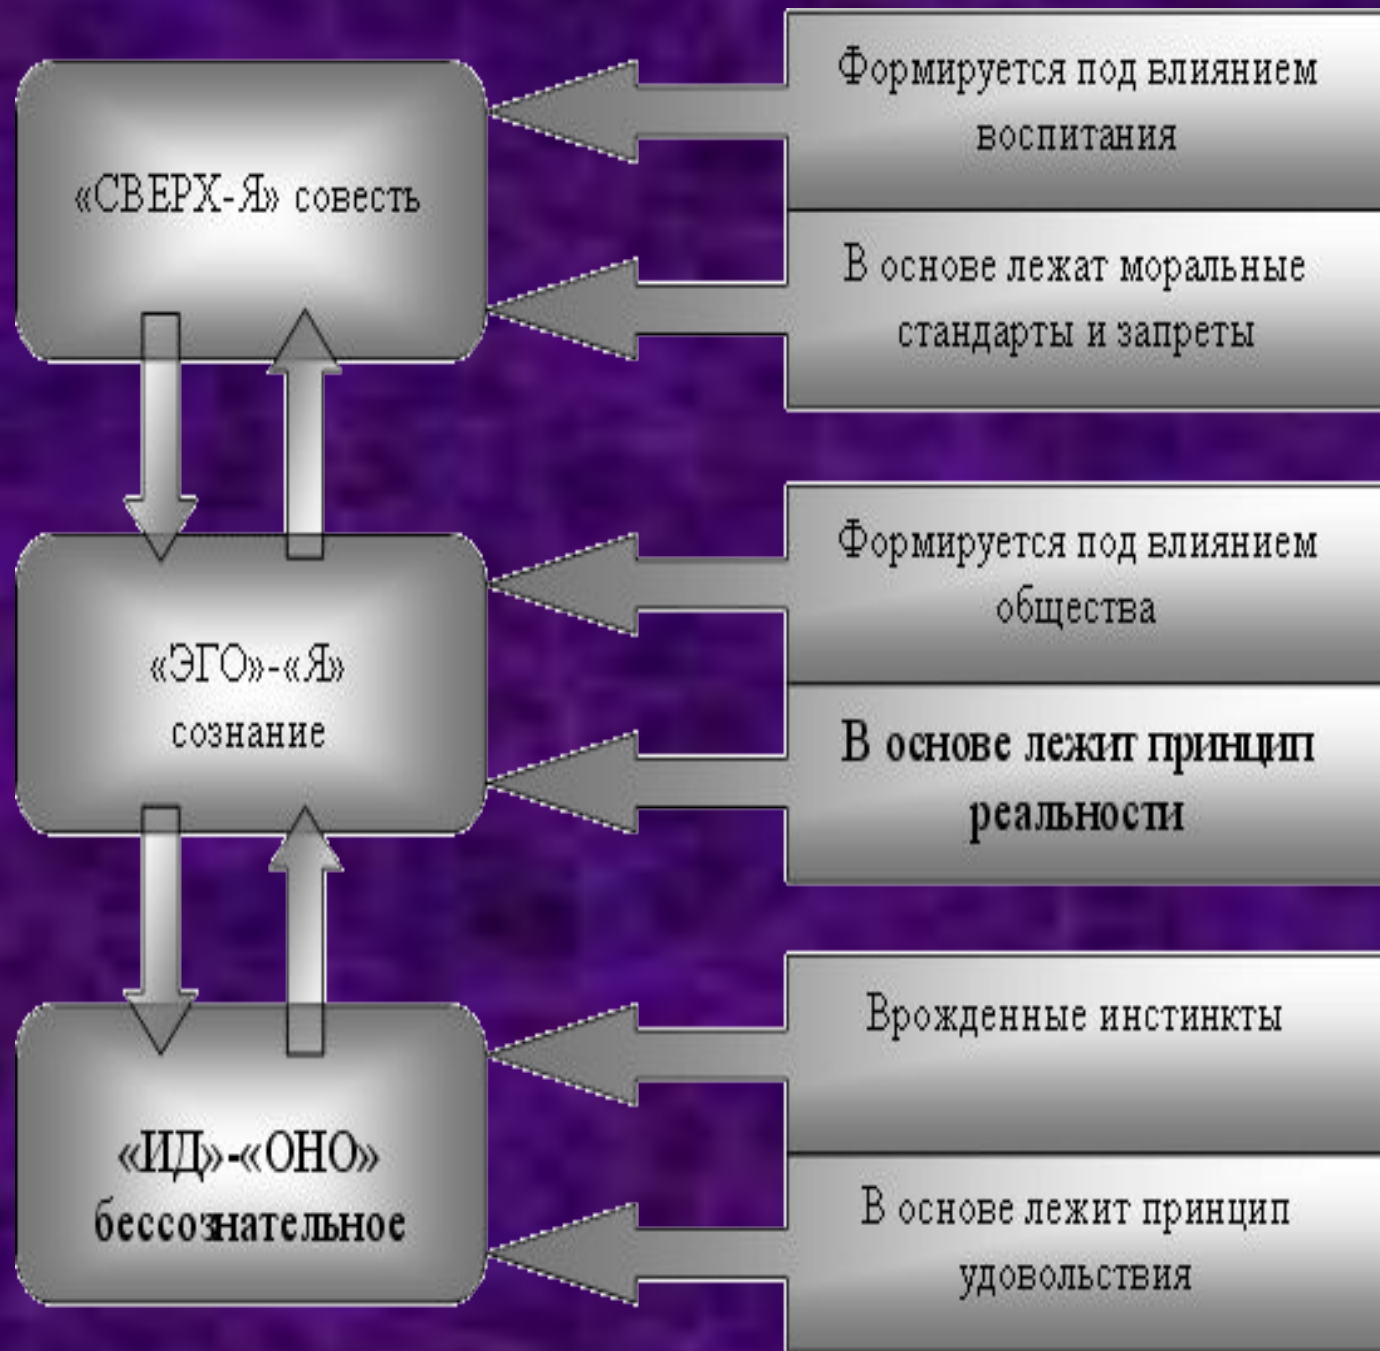 «СВЕРХ-Я» совесть
Формируется под влиянием
воспитания
В основе лежат моральные
стандарты и запреты
«ЭГО»-«Я»
сознание
Формируется под влиянием
общества
В основе лежит принцип
реальности
«ИД»-«ОНО»
бессознательное
Врожденные инстинкты
В основе лежит принцип
удовольствия